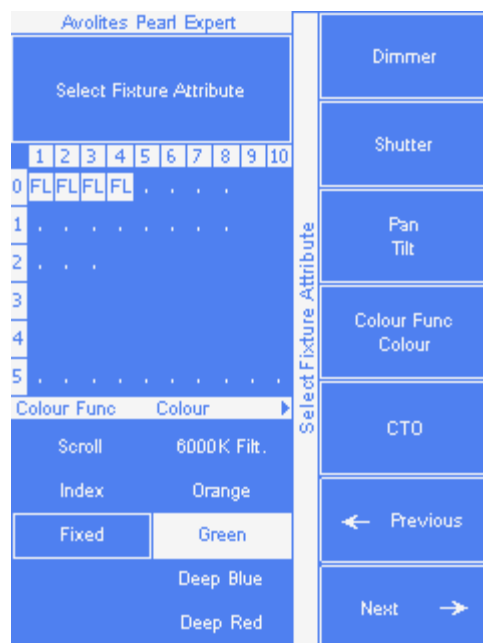 Avolites Pearl Expert
Select Fixture Attribute
1 2 3 4 5 6 7 8 9 10
0 FL FL FL FL . . . .
1 . . . . . . . .
2 . . .
3
4
5 . . . . . . . . . .
Colour Func Colour
Scroll 6000K Filt.
Index Orange
Fixed Green
Deep Blue
Deep Red
Select Fixture Attribute
Dimmer
Shutter
Pan
Tilt
Colour Func
Colour
CTO
← Previous
Next →